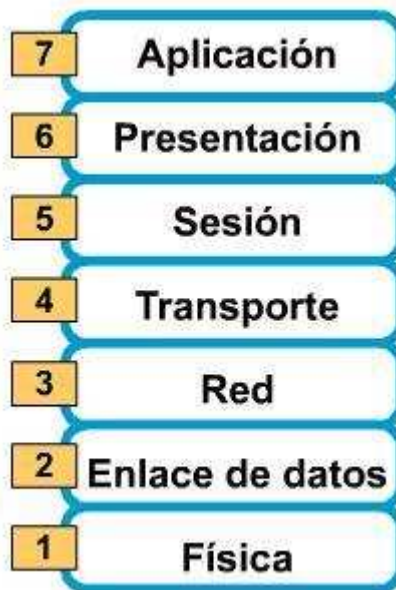 7 Aplicación
6 Presentación
5 Sesión
4 Transporte
3 Red
2 Enlace de datos
1 Física